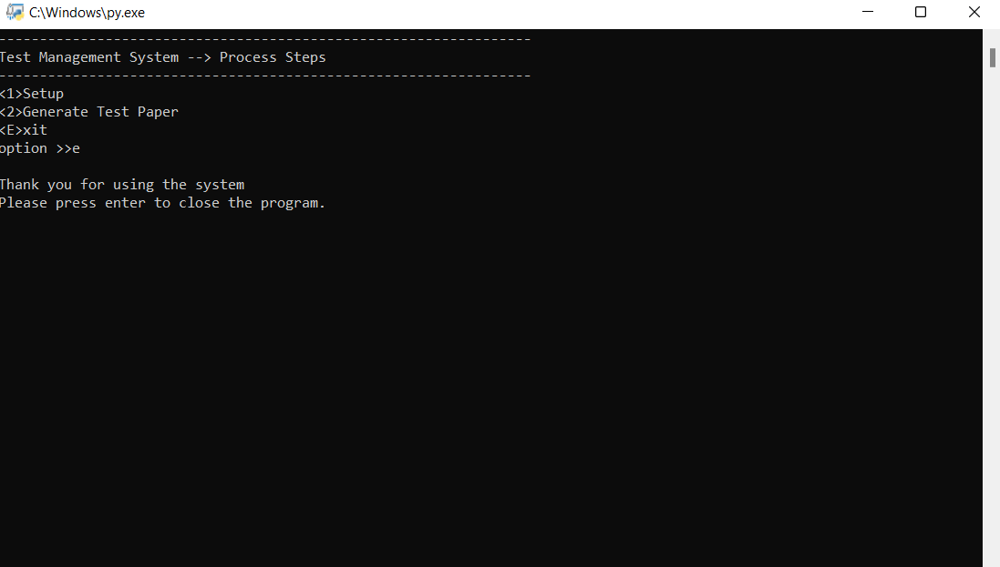 C:\Windows\py.exe
-----------------------------------------------------------------
Test Management System --> Process Steps
-----------------------------------------------------------------
<1>Setup
<2>Generate Test Paper
<E>xit
option >>e
Thank you for using the system
Please press enter to close the program.